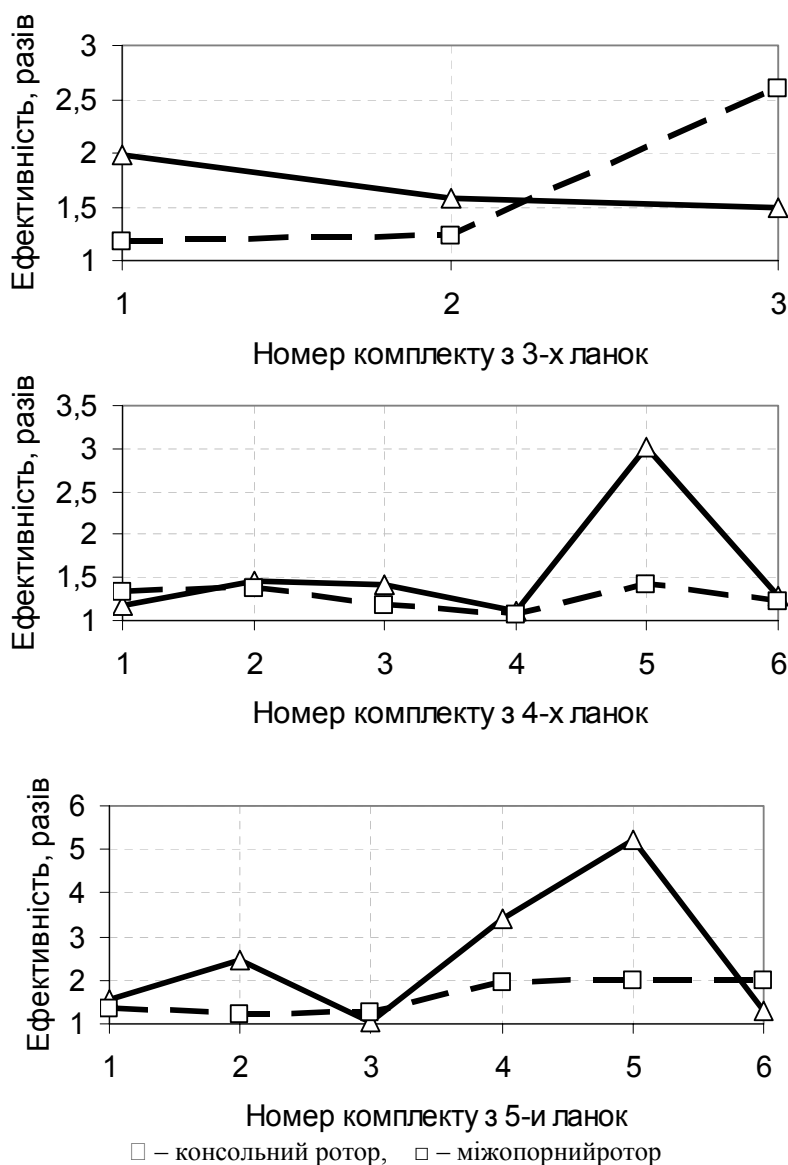 Ефективність, разів
3
2,5
2
1,5
1
1 2 3
Номер комплекту з 3-х ланок
Ефективність, разів
3,5
3
2,5
2
1,5
1
1 2 3 4 5 6
Номер комплекту з 4-х ланок
Ефективність, разів
6
5
4
3
2
1
1 2 3 4 5 6
Номер комплекту з 5-и ланок
□ – консольний ротор, □ – міжопорнийротор